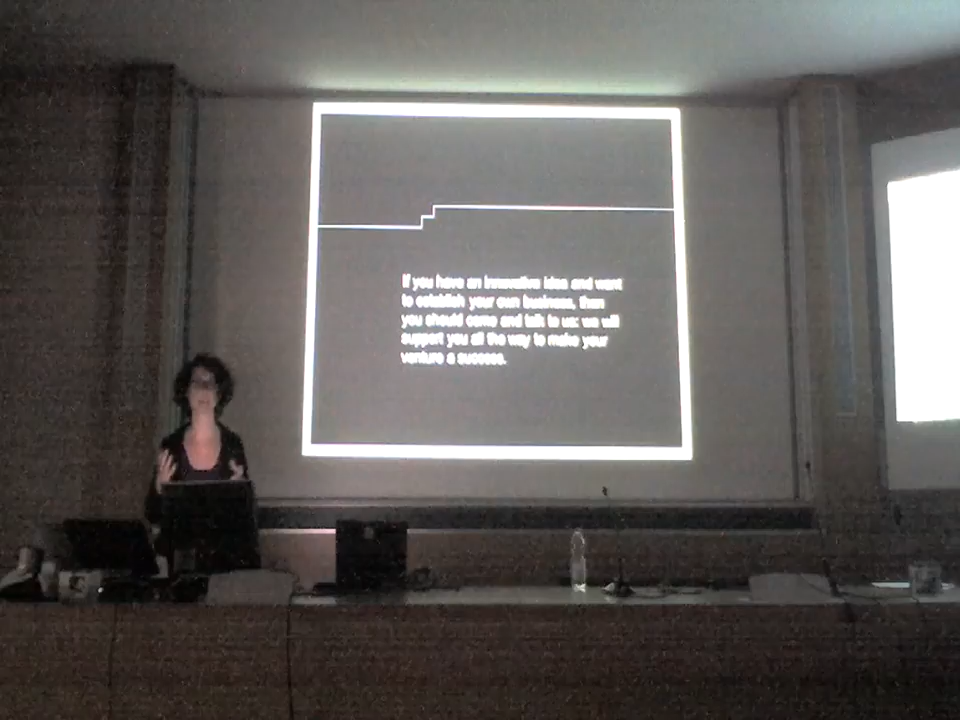 If you have an innovative idea and want
to establish your own business, then
you should come and talk to us: we will
support you all the way to make your
venture a success.